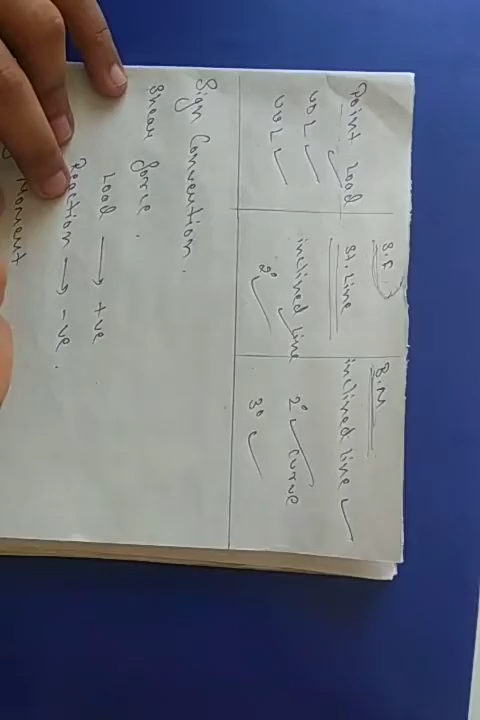 S.F B.M
Point Load St. Line inclined line
UDL inclined line 2° curve
UVL 2° 3°
Sign Convention.
Shear force.
Load → +ve
Reaction → -ve.
Moment